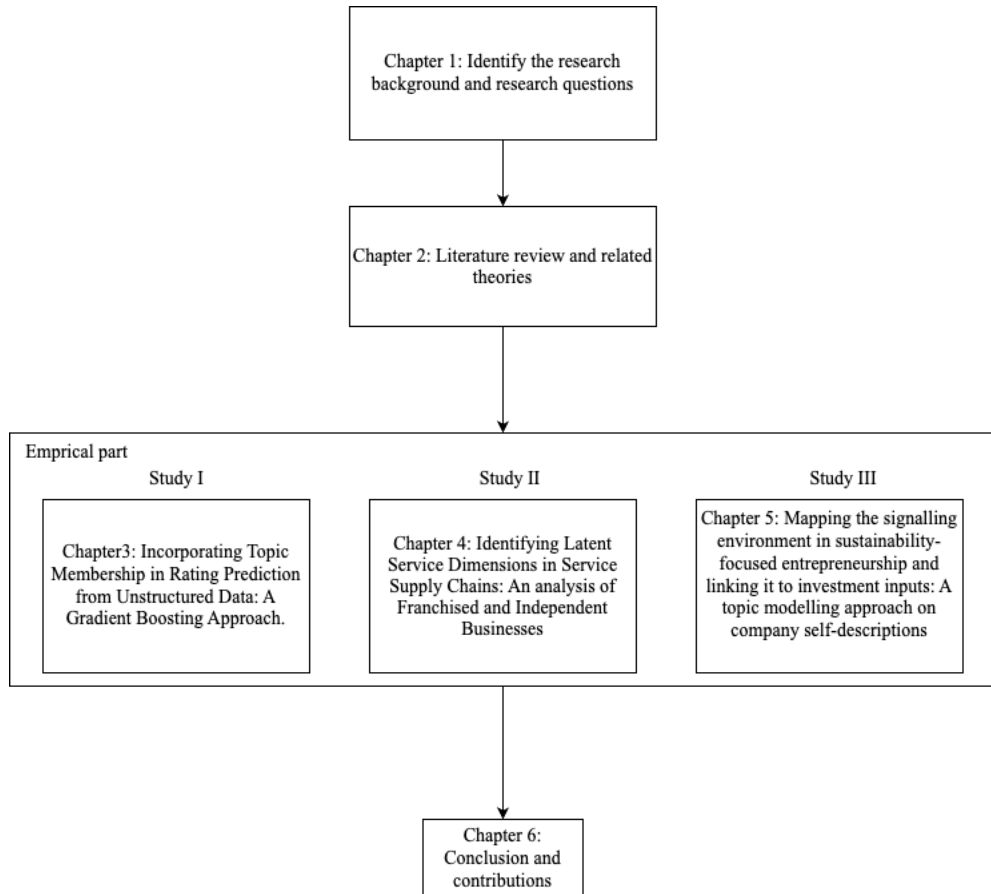 Chapter 1: Identify the research
background and research questions
Chapter 2: Literature review and related
theories
Emprical part
Study I
Chapter3: Incorporating Topic
Membership in Rating Prediction
from Unstructured Data: A
Gradient Boosting Approach.
Study II
Chapter 4: Identifying Latent
Service Dimensions in Service
Supply Chains: An analysis of
Franchised and Independent
Businesses
Study III
Chapter 5: Mapping the signalling
environment in sustainability-
focused entrepreneurship and
linking it to investment inputs: A
topic modelling approach on
company self-descriptions
Chapter 6:
Conclusion and
contributions